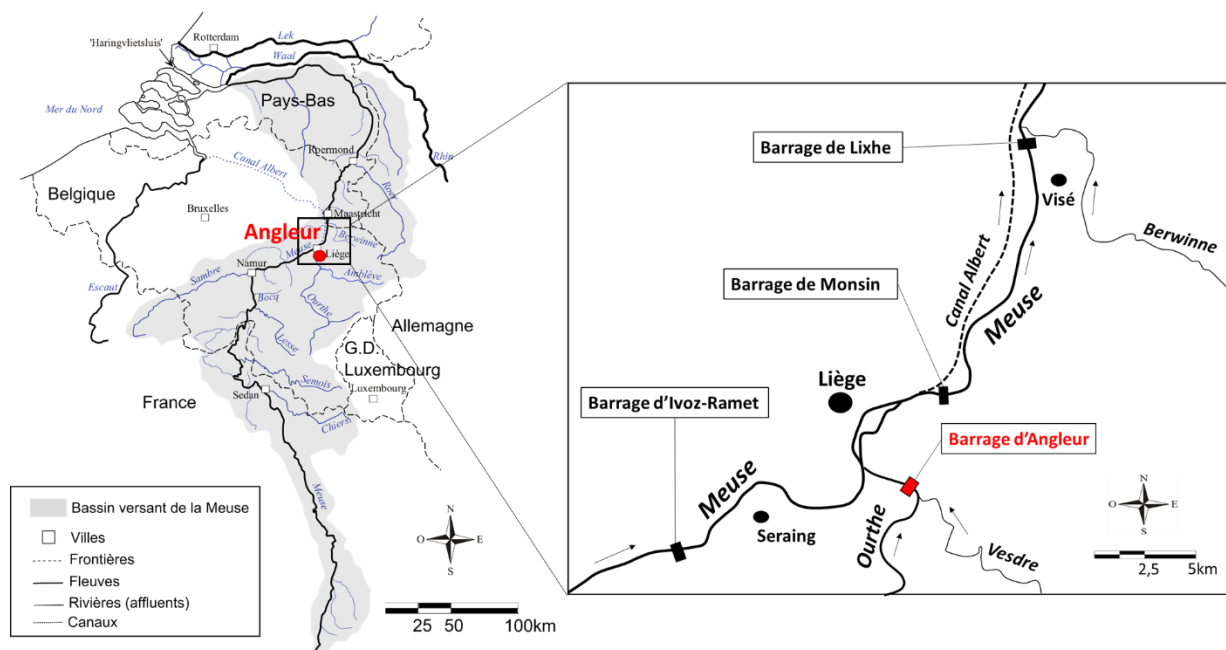 'Haringvlietsluis'
Rotterdam
Lek
Waal
Mer du Nord
Pays-Bas
Rhin
Roermond
Roer
Canal Albert
Belgique
Bruxelles
Maastricht
Angleur
Berwinne
Meuse
Liège
Escaut
Namur
Sambre
Amblève
Bocq
Ourthe
Allemagne
Lesse
G.D.
Luxembourg
Semois
Luxembourg
France
Sedan
Chiers
Meuse
N
O
E
S
25
50
100km
Bassin versant de la Meuse
Villes
Frontières
Fleuves
Rivières (affluents)
Canaux
Barrage de Lixhe
Visé
Berwinne
Canal Albert
Meuse
Barrage de Monsin
Liège
Barrage d'Ivoz-Ramet
Barrage d'Angleur
Meuse
Seraing
Ourthe
Vesdre
N
O
E
S
2,5
5km